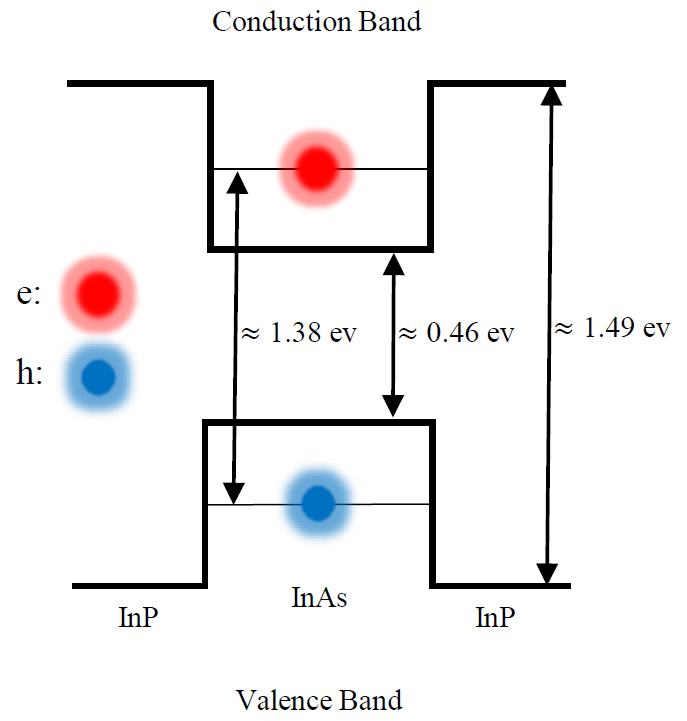 Conduction Band
e:
h:
≈ 1.38 ev
≈ 0.46 ev
≈ 1.49 ev
InP
InAs
InP
Valence Band